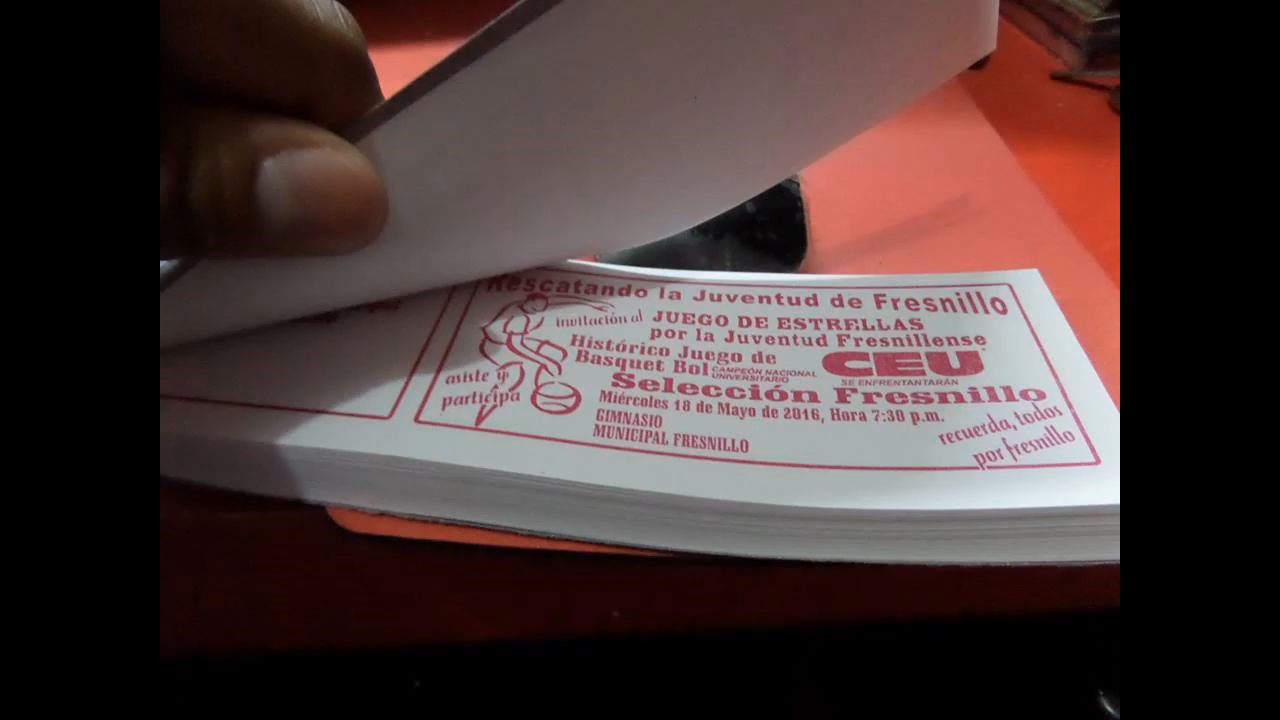 Rescatando la Juventud de Fresnillo
invitación al JUEGO DE ESTRELLAS
por la Juventud Fresnillense
Histórico Juego de
Basquet Bol CAMPEÓN NACIONAL
UNIVERSITARIO
CEU
SE ENFRENTANTARÁN
Selección Fresnillo
asiste y
participa
Miércoles 18 de Mayo de 2016, Hora 7:30 p.m.
GIMNASIO
MUNICIPAL FRESNILLO
recuerda, todos
por fresnillo